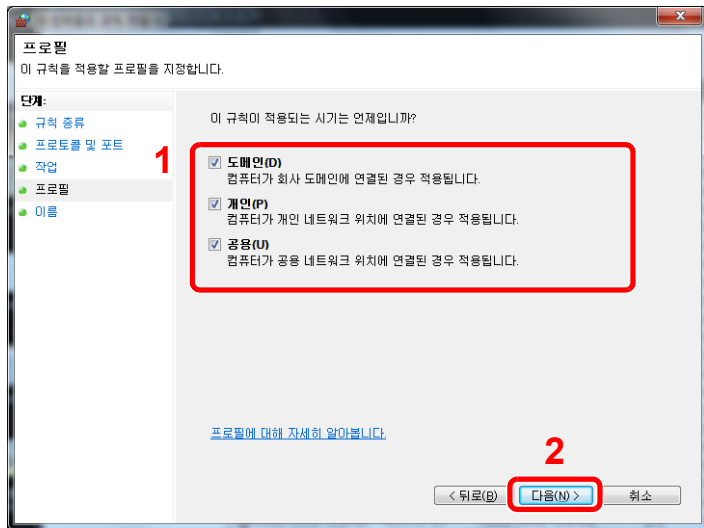 프로필
이 규칙을 적용할 프로필을 지정합니다.
단계:
규칙 종류
프로토콜 및 포트
작업
프로필
이름
이 규칙이 적용되는 시기는 언제입니까?
1
도메인(D)
컴퓨터가 회사 도메인에 연결된 경우 적용됩니다.
개인(P)
컴퓨터가 개인 네트워크 위치에 연결된 경우 적용됩니다.
공용(U)
컴퓨터가 공용 네트워크 위치에 연결된 경우 적용됩니다.
프로필에 대해 자세히 알아봅니다.
2
< 뒤로(B) 다음(N) > 취소